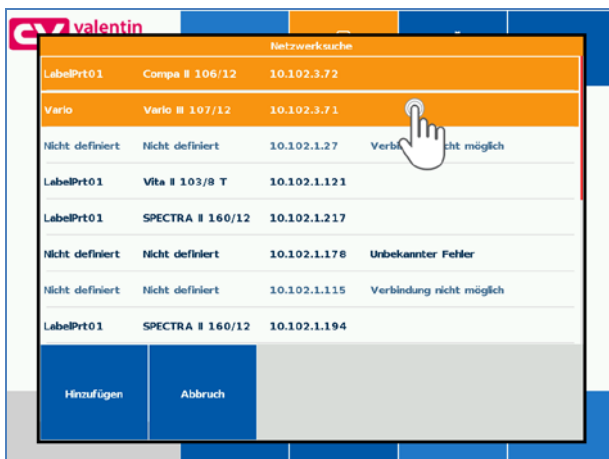 CV valentin
Netzwerksuche
LabelPrt01 Compa II 106/12 10.102.3.72
Vario Vario III 107/12 10.102.3.71
Nicht definiert Nicht definiert 10.102.1.27 Verbi cht möglich
LabelPrt01 Vita II 103/8 T 10.102.1.121
LabelPrt01 SPECTRA II 160/12 10.102.1.217
Nicht definiert Nicht definiert 10.102.1.178 Unbekannter Fehler
Nicht definiert Nicht definiert 10.102.1.115 Verbindung nicht möglich
LabelPrt01 SPECTRA II 160/12 10.102.1.194
Hinzufügen Abbruch